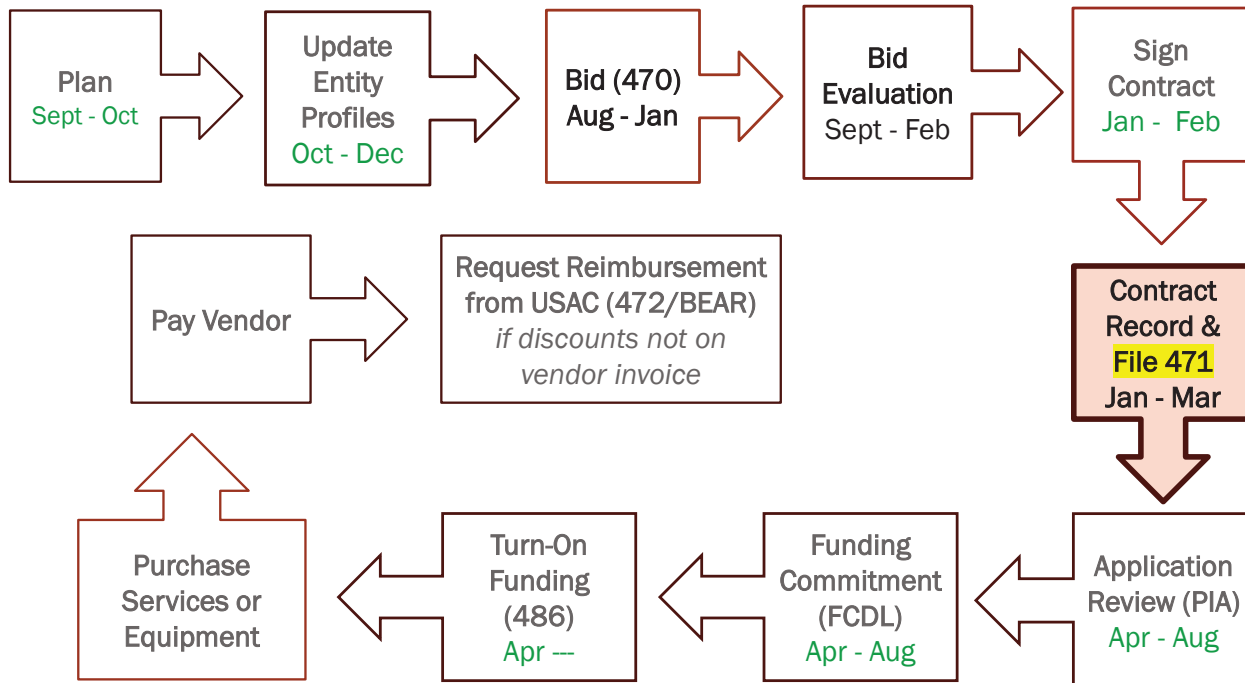 Plan
Sept - Oct
Update
Entity
Profiles
Oct - Dec
Bid (470)
Aug - Jan
Bid
Evaluation
Sept - Feb
Sign
Contract
Jan - Feb
Contract
Record &
File 471
Jan - Mar
Application
Review (PIA)
Apr - Aug
Funding
Commitment
(FCDL)
Apr - Aug
Turn-On
Funding
(486)
Apr ---
Purchase
Services or
Equipment
Pay Vendor
Request Reimbursement
from USAC (472/BEAR)
if discounts not on
vendor invoice